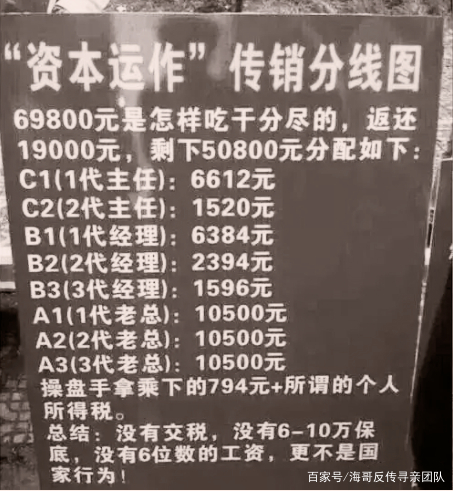 “资本运作”传销分线图
69800元是怎样吃干分尽的，返还
19000元，剩下50800元分配如下：
C1(1代主任)：6612元
C2(2代主任)：1520元
B1(1代经理)：6384元
B2(2代经理)：2394元
B3(3代经理)：1596元
A1(1代老总)：10500元
A2(2代老总)：10500元
A3(3代老总)：10500元
操盘手拿乘下的794元+所谓的个人
所得税。
总结：没有交税，没有6-10万保
底，没有6位数的工资，更不是国
家行为！
百家号/海哥反传寻亲团队